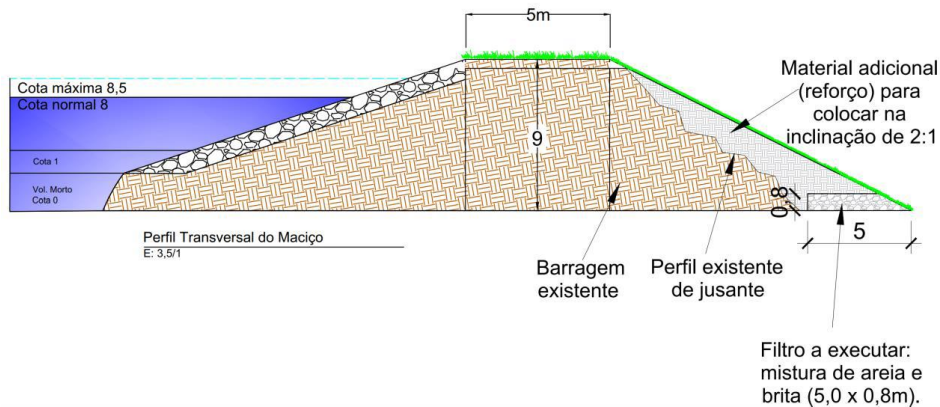 5m
Cota máxima 8,5
Cota normal 8
Cota 1
Vol. Morto
Cota 0
9
Material adicional
(reforço) para
colocar na
inclinação de 2:1
0,8
5
Perfil Transversal do Maciço
E: 3,5/1
Barragem
existente
Perfil existente
de jusante
Filtro a executar:
mistura de areia e
brita (5,0 x 0,8m).